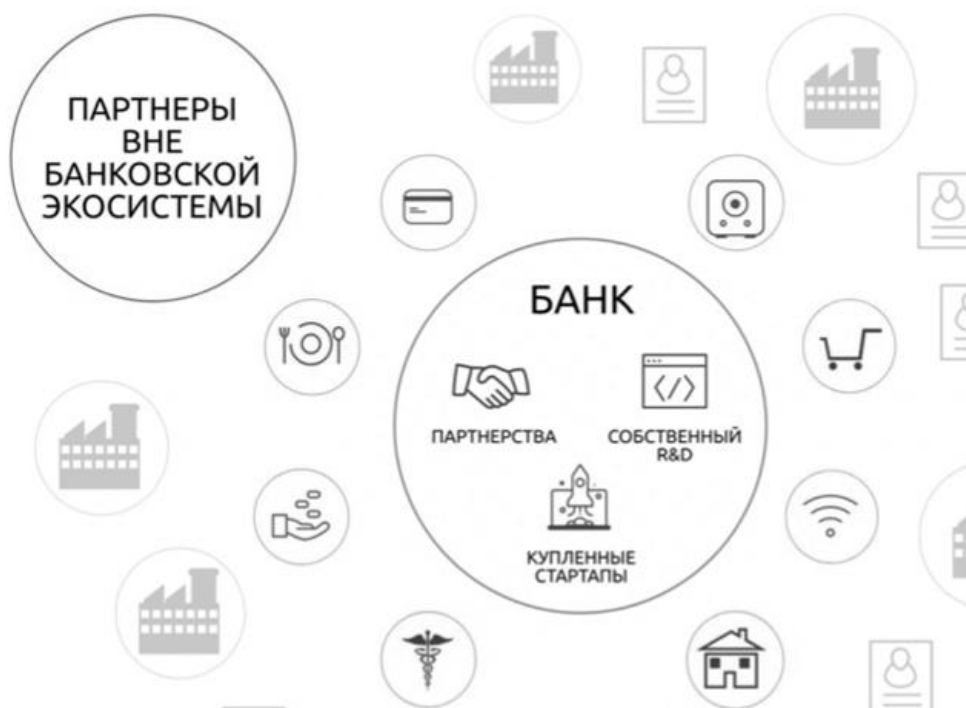 ПАРТНЕРЫ
ВНЕ
БАНКОВСКОЙ
ЭКОСИСТЕМЫ
БАНК
ПАРТНЕРСТВА
СОБСТВЕННЫЙ
R&D
КУПЛЕННЫЕ
СТАРТАПЫ